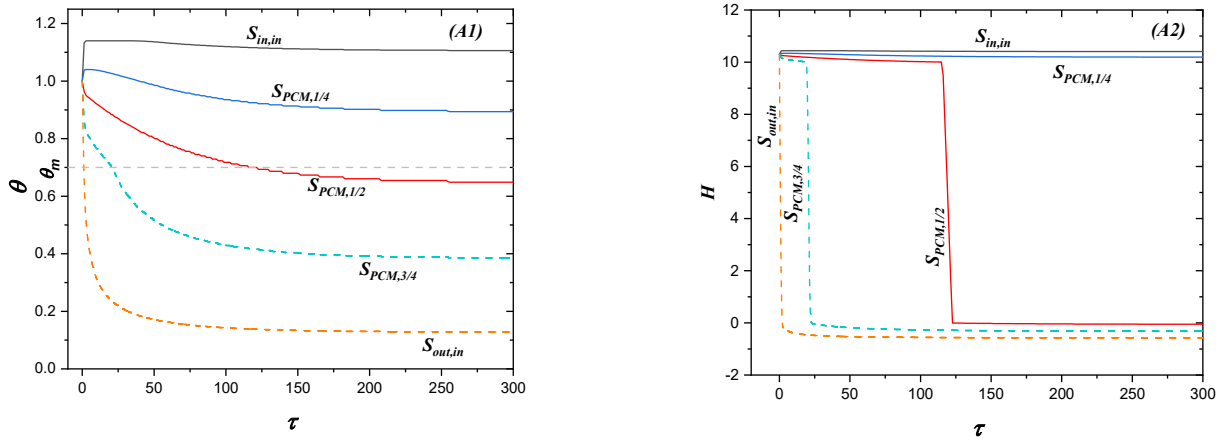 (A1)
1.2
1.0
0.8
θm
0.6
0.4
0.2
0.0
θ
S_in,in
S_PCM,1/4
S_PCM,1/2
S_PCM,3/4
S_out,in
0 50 100 150 200 250 300
τ
(A2)
12
10
8
6
4
2
0
-2
H
S_in,in
S_PCM,1/4
S_out,in
S_PCM,3/4
S_PCM,1/2
0 50 100 150 200 250 300
τ